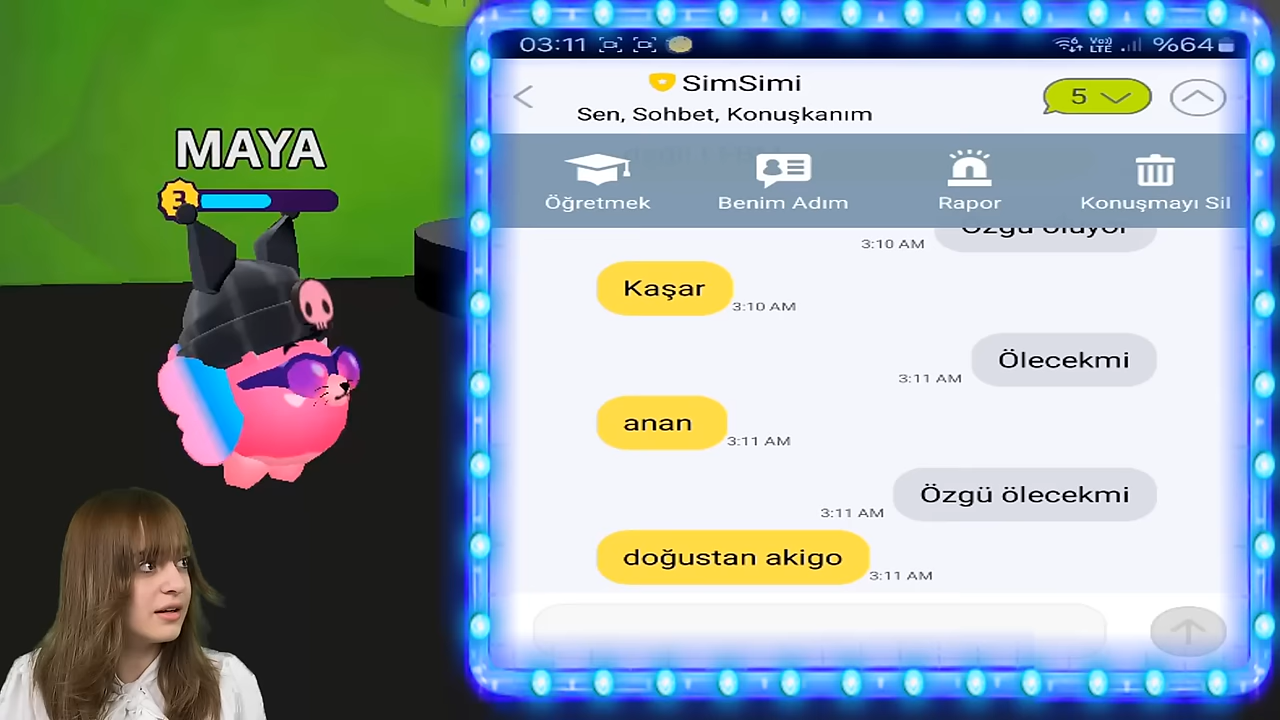 MAYA
3
03:11
%64
SimSimi
5
Sen, Sohbet, Konuşkanım
Öğretmek
Benim Adım
Rapor
Konuşmayı Sil
3:10 AM
Kaşar
3:10 AM
Ölecekmi
3:11 AM
anan
3:11 AM
Özgü ölecekmi
3:11 AM
doğustan akigo
3:11 AM